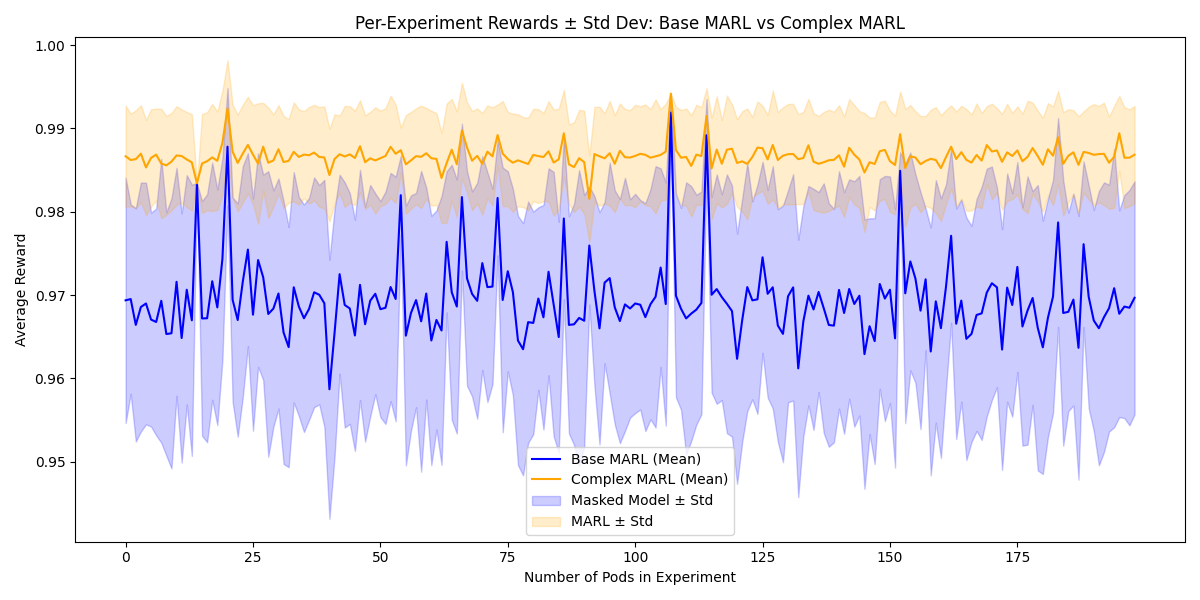 Per-Experiment Rewards ± Std Dev: Base MARL vs Complex MARL
1.00
0.99
0.98
0.97
0.96
0.95
Average Reward
Base MARL (Mean)
Complex MARL (Mean)
Masked Model ± Std
MARL ± Std
0 25 50 75 100 125 150 175
Number of Pods in Experiment